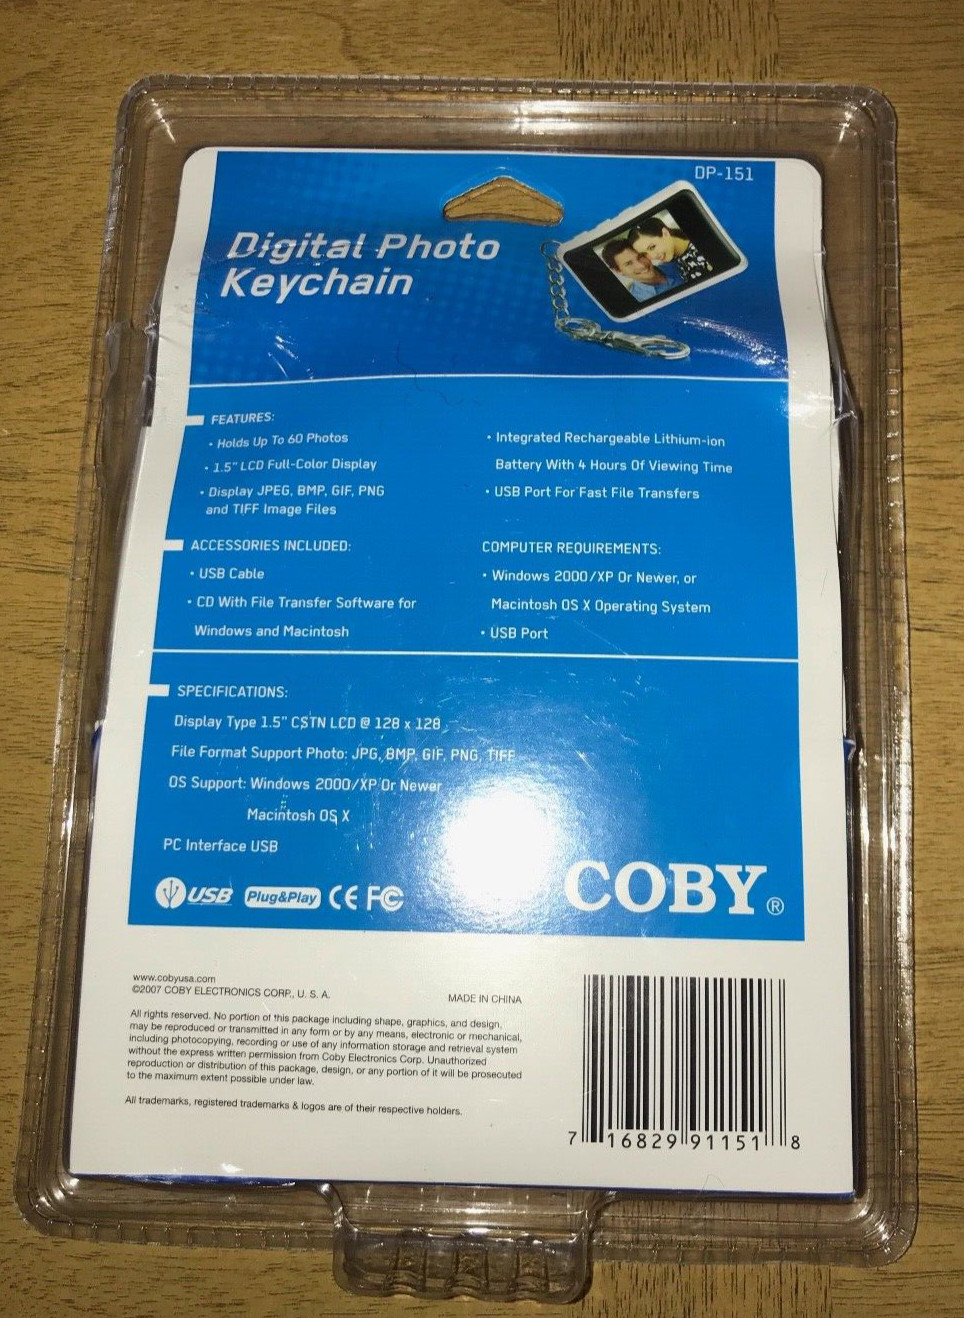 DP-151
Digital Photo
Keychain
FEATURES:
• Holds Up To 60 Photos
• 1.5" LCD Full-Color Display
• Display JPEG, BMP, GIF, PNG
and TIFF Image Files
• Integrated Rechargeable Lithium-ion
Battery With 4 Hours Of Viewing Time
• USB Port For Fast File Transfers
ACCESSORIES INCLUDED:
• USB Cable
• CD With File Transfer Software for
Windows and Macintosh
COMPUTER REQUIREMENTS:
• Windows 2000/XP Or Newer, or
Macintosh OS X Operating System
• USB Port
SPECIFICATIONS:
Display Type 1.5" CSTN LCD @ 128 x 128
File Format Support Photo: JPG, BMP, GIF, PNG, TIFF
OS Support: Windows 2000/XP Or Newer
Macintosh OS X
PC Interface USB
USB Plug&Play CE FC
COBY®
www.cobyusa.com
©2007 COBY ELECTRONICS CORP., U. S. A.
MADE IN CHINA
All rights reserved. No portion of this package including shape, graphics, and design,
may be reproduced or transmitted in any form or by any means, electronic or mechanical,
including photocopying, recording or use of any information storage and retrieval system
without the express written permission from Coby Electronics Corp. Unauthorized
reproduction or distribution of this package, design, or any portion of it will be prosecuted
to the maximum extent possible under law.
All trademarks, registered trademarks & logos are of their respective holders.
7 16829 91151 8